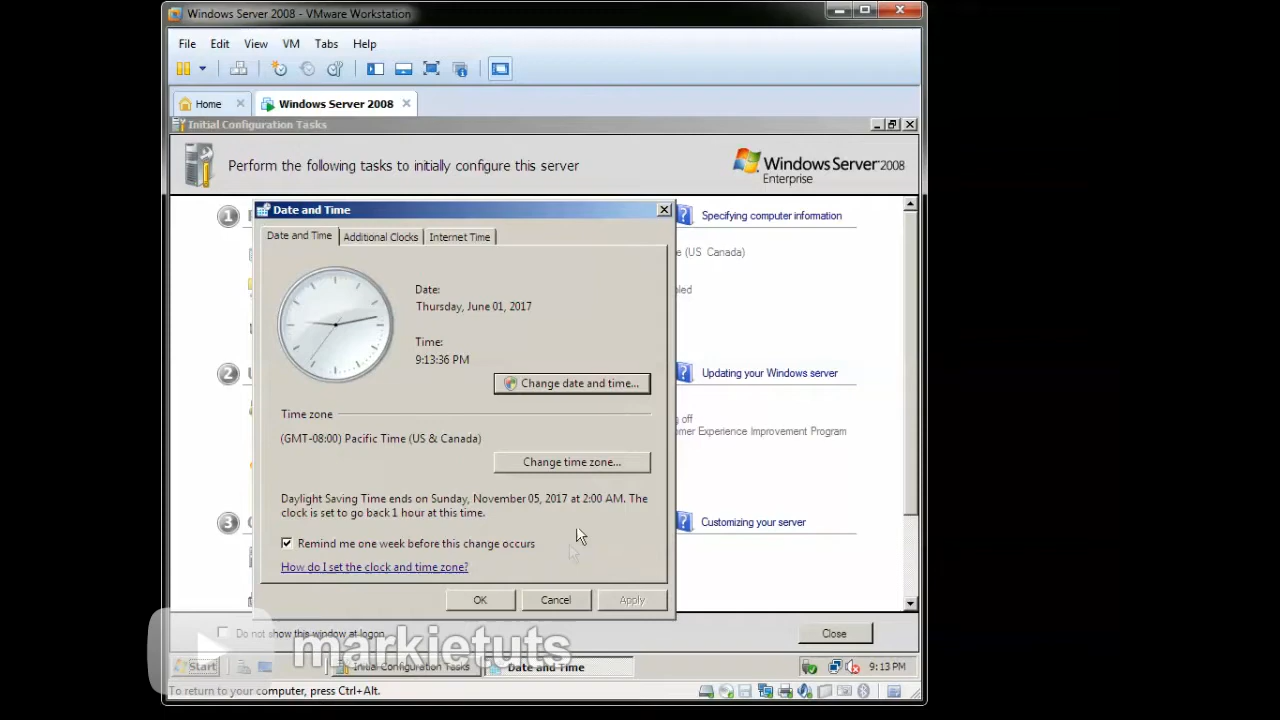 Windows Server 2008 - VMware Workstation
File Edit View VM Tabs Help
Home Windows Server 2008
Initial Configuration Tasks
Perform the following tasks to initially configure this server
Windows Server 2008
Enterprise
1 Specifying computer information
Date and Time
Date and Time Additional Clocks Internet Time
(US Canada)
Date:
Thursday, June 01, 2017
Time:
9:13:36 PM
Change date and time...
2 Updating your Windows server
Time zone
off
(GMT-08:00) Pacific Time (US & Canada)
Experience Improvement Program
Change time zone...
Daylight Saving Time ends on Sunday, November 05, 2017 at 2:00 AM. The
clock is set to go back 1 hour at this time.
3 Customizing your server
Remind me one week before this change occurs
How do I set the clock and time zone?
OK Cancel Apply
Do not show this window at logon Close
markietuts
Start Initial Configuration Tasks Date and Time 9:13 PM
To return to your computer, press Ctrl+Alt.